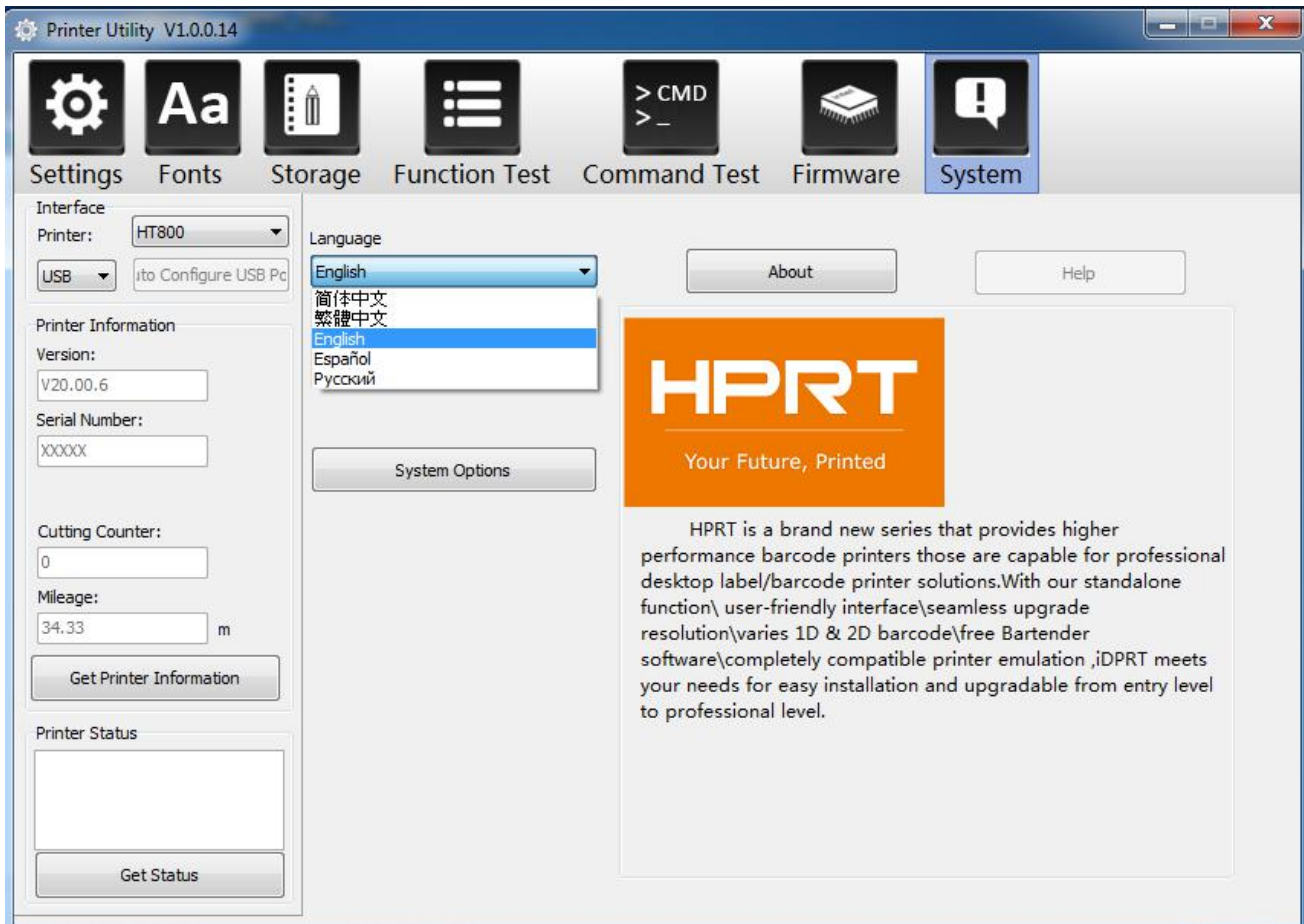 Printer Utility V1.0.0.14
Aa
> CMD
> _
Settings
Fonts
Storage
Function Test
Command Test
Firmware
System
Interface
Printer:
HT800
USB
ito Configure USB Pc
Printer Information
Version:
V20.00.6
Serial Number:
XXXXX
Cutting Counter:
0
Mileage:
34.33 m
Get Printer Information
Printer Status
Get Status
Language
English
简体中文
繁體中文
English
Español
Русский
System Options
About
Help
HPRT
Your Future, Printed
HPRT is a brand new series that provides higher
performance barcode printers those are capable for professional
desktop label/barcode printer solutions.With our standalone
function\ user-friendly interface\seamless upgrade
resolution\varies 1D & 2D barcode\free Bartender
software\completely compatible printer emulation ,iDPRT meets
your needs for easy installation and upgradable from entry level
to professional level.